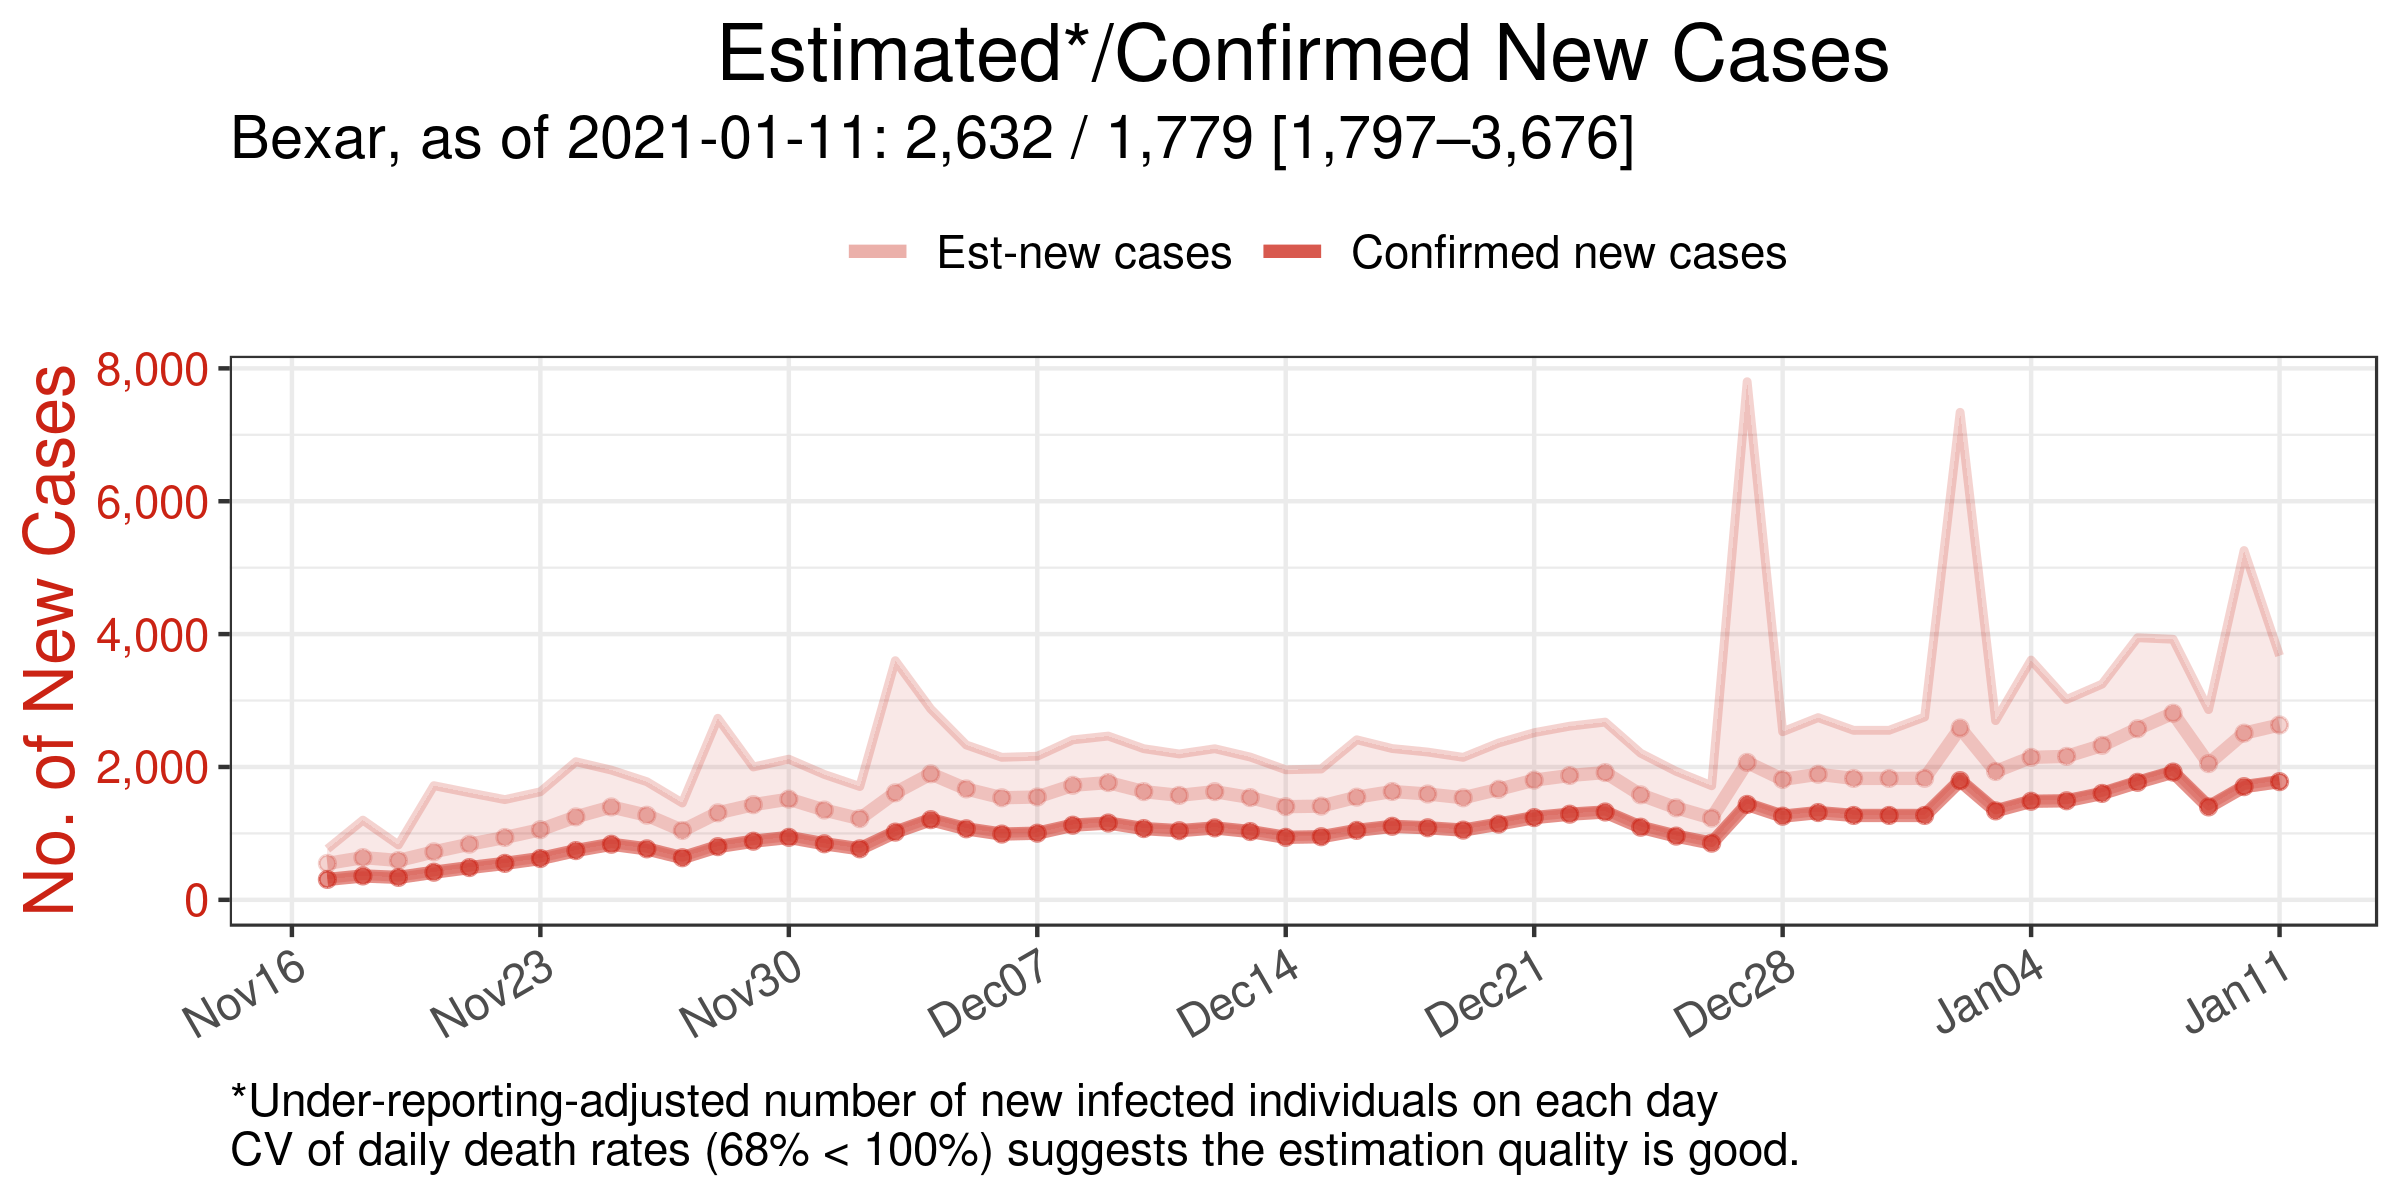 Estimated*/Confirmed New Cases
Bexar, as of 2021-01-11: 2,632 / 1,779 [1,797–3,676]
Est-new cases
Confirmed new cases
No. of New Cases
8,000
6,000
4,000
2,000
0
Nov16
Nov23
Nov30
Dec07
Dec14
Dec21
Dec28
Jan04
Jan11
*Under-reporting-adjusted number of new infected individuals on each day
CV of daily death rates (68% < 100%) suggests the estimation quality is good.